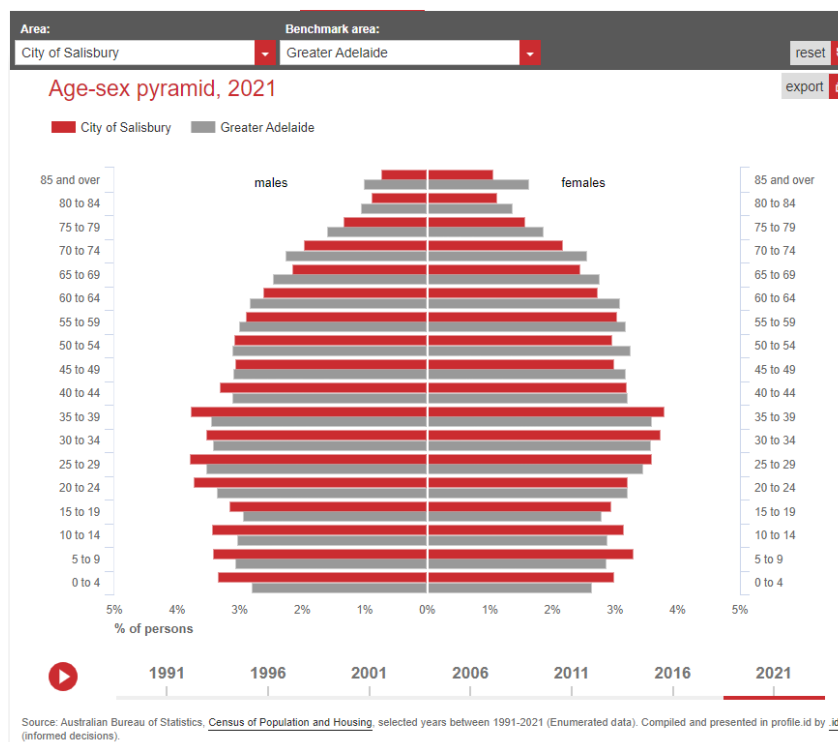 Area:
Benchmark area:
City of Salisbury
Greater Adelaide
reset
export
Age-sex pyramid, 2021
City of Salisbury
Greater Adelaide
males
females
85 and over
85 and over
80 to 84
80 to 84
75 to 79
75 to 79
70 to 74
70 to 74
65 to 69
65 to 69
60 to 64
60 to 64
55 to 59
55 to 59
50 to 54
50 to 54
45 to 49
45 to 49
40 to 44
40 to 44
35 to 39
35 to 39
30 to 34
30 to 34
25 to 29
25 to 29
20 to 24
20 to 24
15 to 19
15 to 19
10 to 14
10 to 14
5 to 9
5 to 9
0 to 4
0 to 4
5% 4% 3% 2% 1% 0% 1% 2% 3% 4% 5%
% of persons
1991 1996 2001 2006 2011 2016 2021
Source: Australian Bureau of Statistics, Census of Population and Housing, selected years between 1991-2021 (Enumerated data). Compiled and presented in profile.id by .id
(informed decisions).